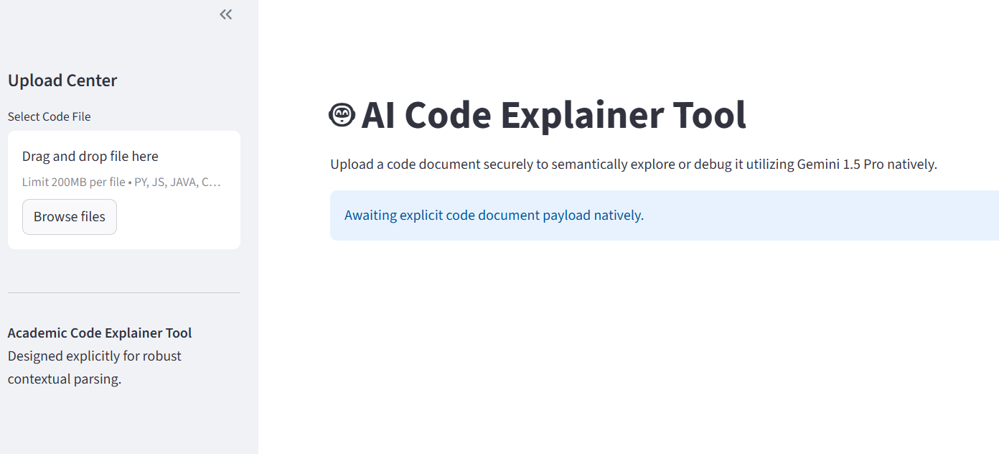 Upload Center
Select Code File
Drag and drop file here
Limit 200MB per file • PY, JS, JAVA, C…
Browse files
Academic Code Explainer Tool
Designed explicitly for robust
contextual parsing.
AI Code Explainer Tool
Upload a code document securely to semantically explore or debug it utilizing Gemini 1.5 Pro natively.
Awaiting explicit code document payload natively.